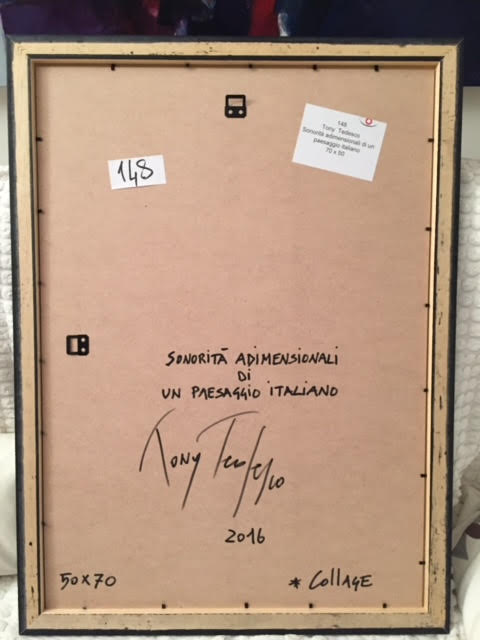 148
Tony Tedesco
Sonorità adimensionali di un
paesaggio italiano
70 x 50
148
SONORITÀ ADIMENSIONALI
DI
UN PAESAGGIO ITALIANO
Tony Tedesco
2016
50x70
* COLLAGE